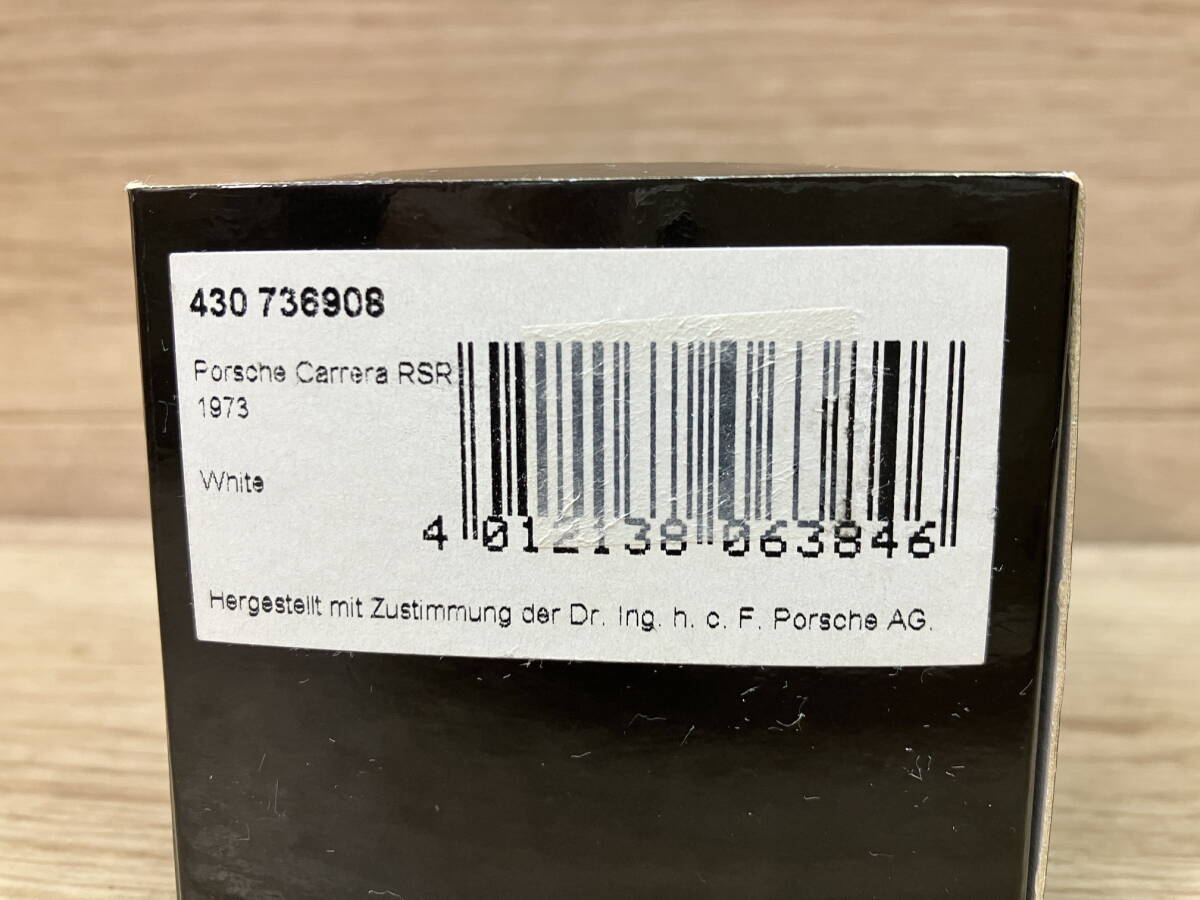 430 736908
Porsche Carrera RSR
1973
White
4 012138 063846
Hergestellt mit Zustimmung der Dr. Ing. h. c. F. Porsche AG.